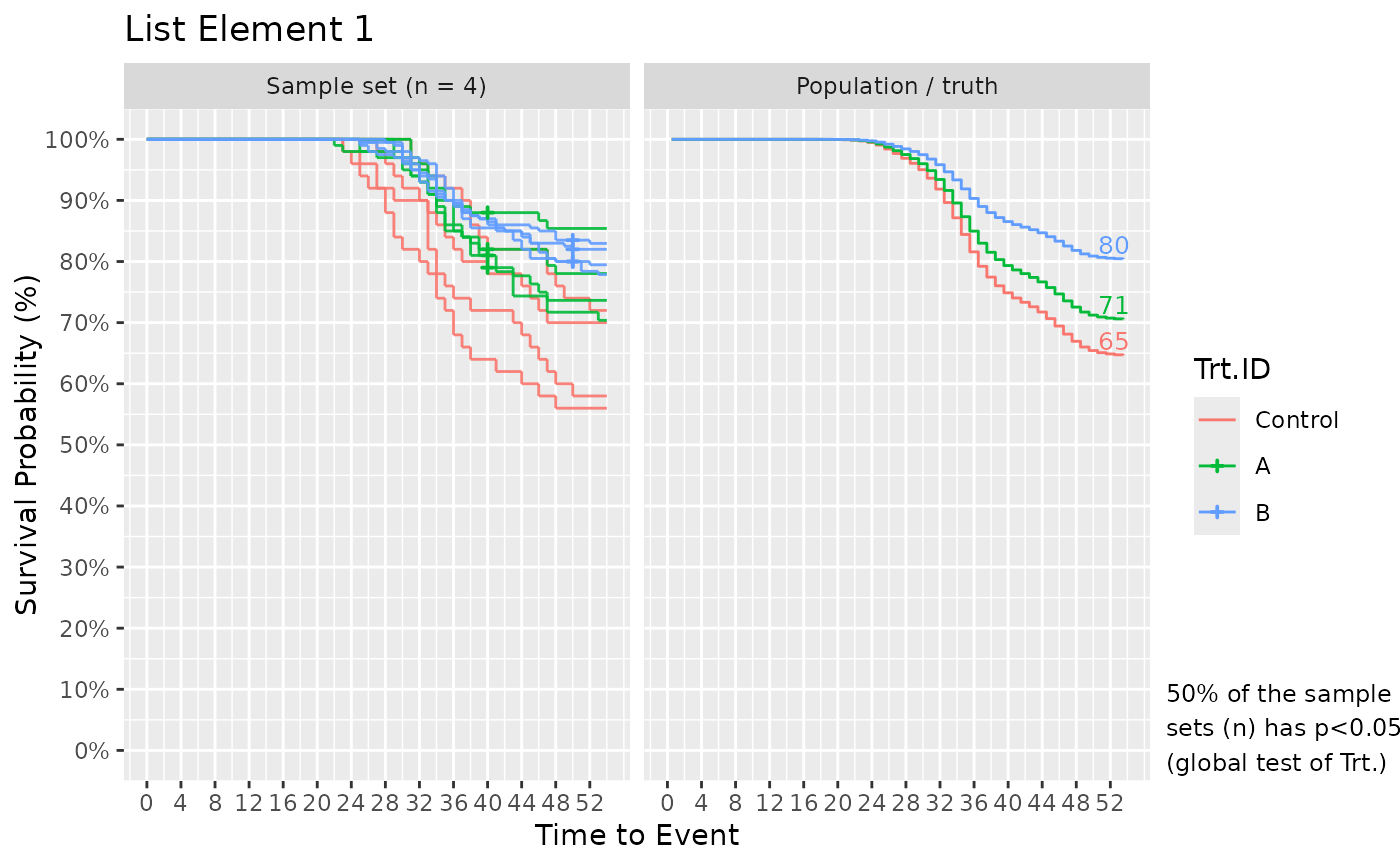 List Element 1
Sample set (n = 4)
Population / truth
Survival Probability (%)
100%
90%
80%
70%
60%
50%
40%
30%
20%
10%
0%
80
71
65
0 4 8 12 16 20 24 28 32 36 40 44 48 52
0 4 8 12 16 20 24 28 32 36 40 44 48 52
Time to Event
Trt.ID
Control
A
B
50% of the sample
sets (n) has p<0.05
(global test of Trt.)